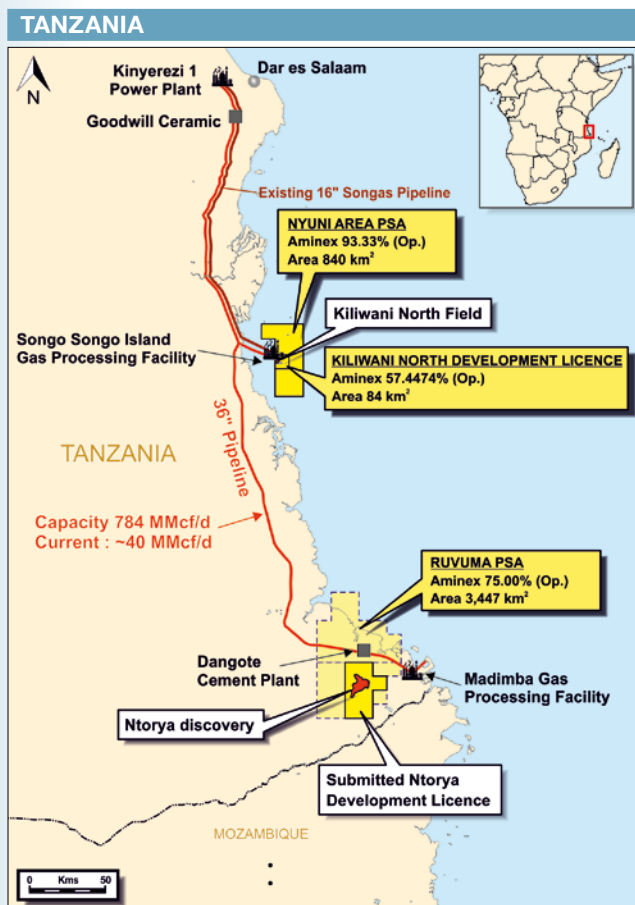 TANZANIA
N
Kinyerezi 1
Power Plant
Dar es Salaam
Goodwill Ceramic
Existing 16" Songas Pipeline
NYUNI AREA PSA
Aminex 93.33% (Op.)
Area 840 km²
Kiliwani North Field
Songo Songo Island
Gas Processing Facility
KILIWANI NORTH DEVELOPMENT LICENCE
Aminex 57.4474% (Op.)
Area 84 km²
36" Pipeline
TANZANIA
Capacity 784 MMcf/d
Current : ~40 MMcf/d
RUVUMA PSA
Aminex 75.00% (Op.)
Area 3,447 km²
Dangote
Cement Plant
Madimba Gas
Processing Facility
Ntorya discovery
Submitted Ntorya
Development Licence
MOZAMBIQUE
0 Kms 50